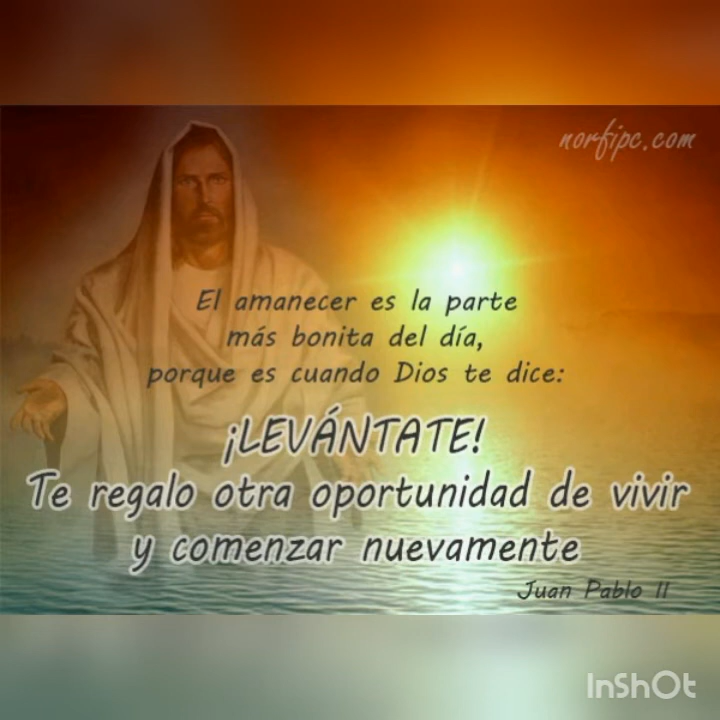 norfipc.com
El amanecer es la parte
más bonita del día,
porque es cuando Dios te dice:
¡LEVÁNTATE!
Te regalo otra oportunidad de vivir
y comenzar nuevamente
Juan Pablo II
InShOt